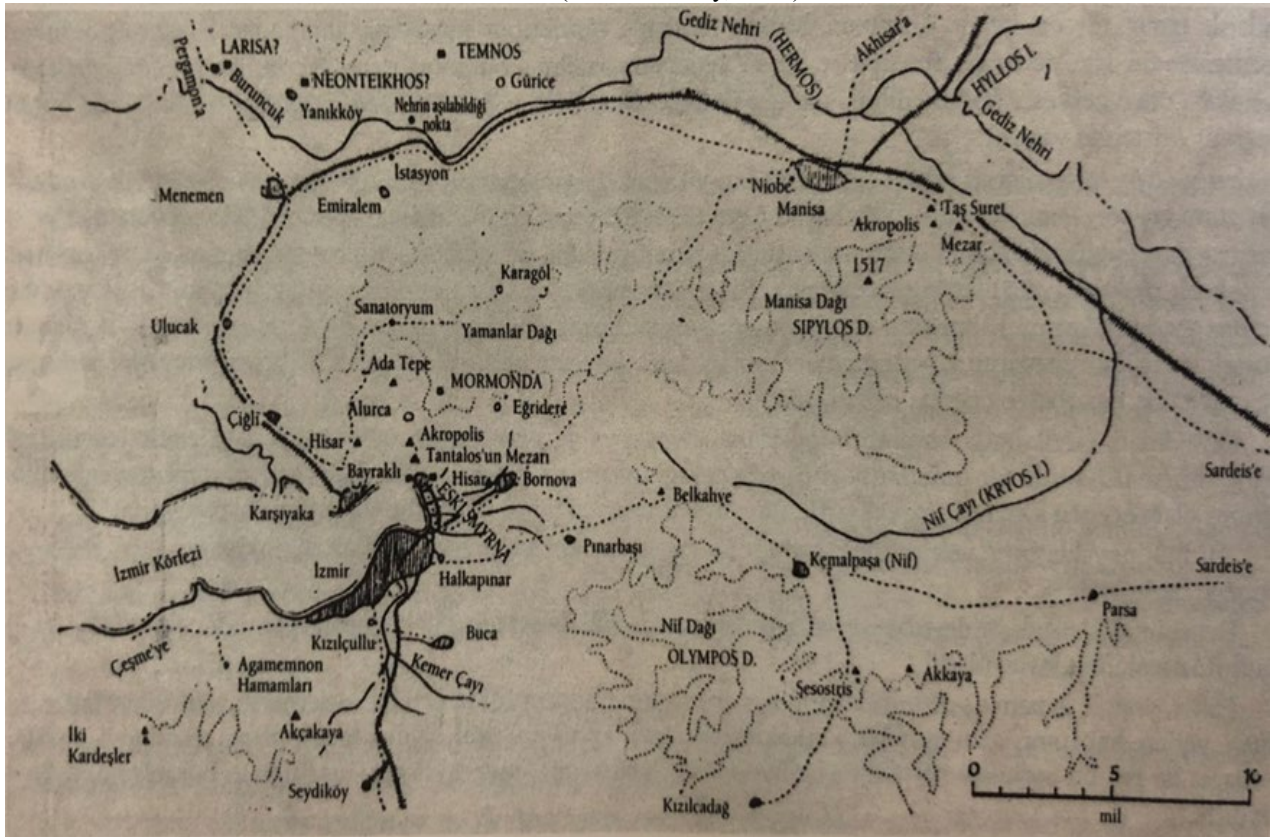 Pergamon'a
LARISA?
Buruncuk
NEONTEIKHOS?
Yanıkköy
TEMNOS
Gürice
Nehrin aşılabildiği
nokta
Gediz Nehri
(HERMOS)
Akhisar'a
HYLLOS I.
Gediz Nehri
İstasyon
Menemen
Emiralem
Niobe
Manisa
Taş Suret
Akropolis
Mezar
1517
Karagöl
Manisa Dağı
SIPYLOS D.
Sanatoryum
Yamanlar Dağı
Ulucak
Ada Tepe
MORMONDA
Alurca
Eğridere
Çiğli
Hisar
Akropolis
Tantalos'un Mezarı
Bayraklı
Hisar
Bornova
ESKİ SMYRNA
Sardeis'e
Karşıyaka
Belkahve
Nif Çayı (KRYOS I.)
Pınarbaşı
İzmir Körfezi
İzmir
Halkapınar
Kemalpaşa (Nif)
Sardeis'e
Parsa
Çeşme'ye
Kızılçullu
Buca
Nif Dağı
OLYMPOS D.
Agamemnon
Hamamları
Kemer Çayı
Sesostris
Akkaya
İki
Kardeşler
Akçakaya
Seydiköy
Kızılcadağ
0 5 10
mil